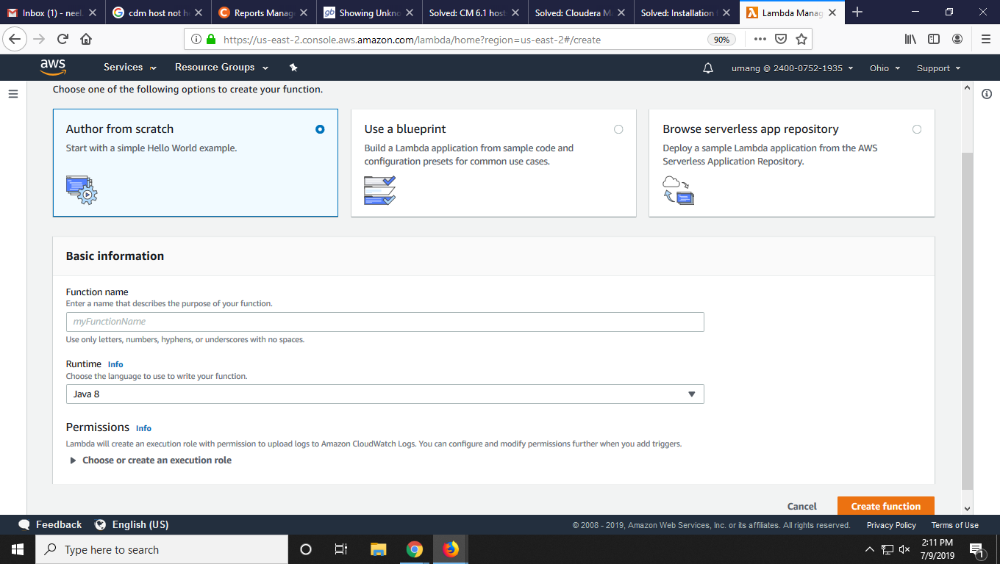 Inbox (1) - neel.
cdm host not h
Reports Manag
gb Showing Unkno
Solved: CM 6.1 host
Solved: Cloudera M
Solved: Installation
Lambda Manag
https://us-east-2.console.aws.amazon.com/lambda/home?region=us-east-2#/create
90%
aws
Services
Resource Groups
umang @ 2400-0752-1935
Ohio
Support
Choose one of the following options to create your function.
Author from scratch
Start with a simple Hello World example.
Use a blueprint
Build a Lambda application from sample code and
configuration presets for common use cases.
Browse serverless app repository
Deploy a sample Lambda application from the AWS
Serverless Application Repository.
Basic information
Function name
Enter a name that describes the purpose of your function.
myFunctionName
Use only letters, numbers, hyphens, or underscores with no spaces.
Runtime Info
Choose the language to use to write your function.
Java 8
Permissions Info
Lambda will create an execution role with permission to upload logs to Amazon CloudWatch Logs. You can configure and modify permissions further when you add triggers.
Choose or create an execution role
Cancel
Create function
Feedback
English (US)
© 2008 - 2019, Amazon Web Services, Inc. or its affiliates. All rights reserved.
Privacy Policy
Terms of Use
Type here to search
2:11 PM
7/9/2019
1